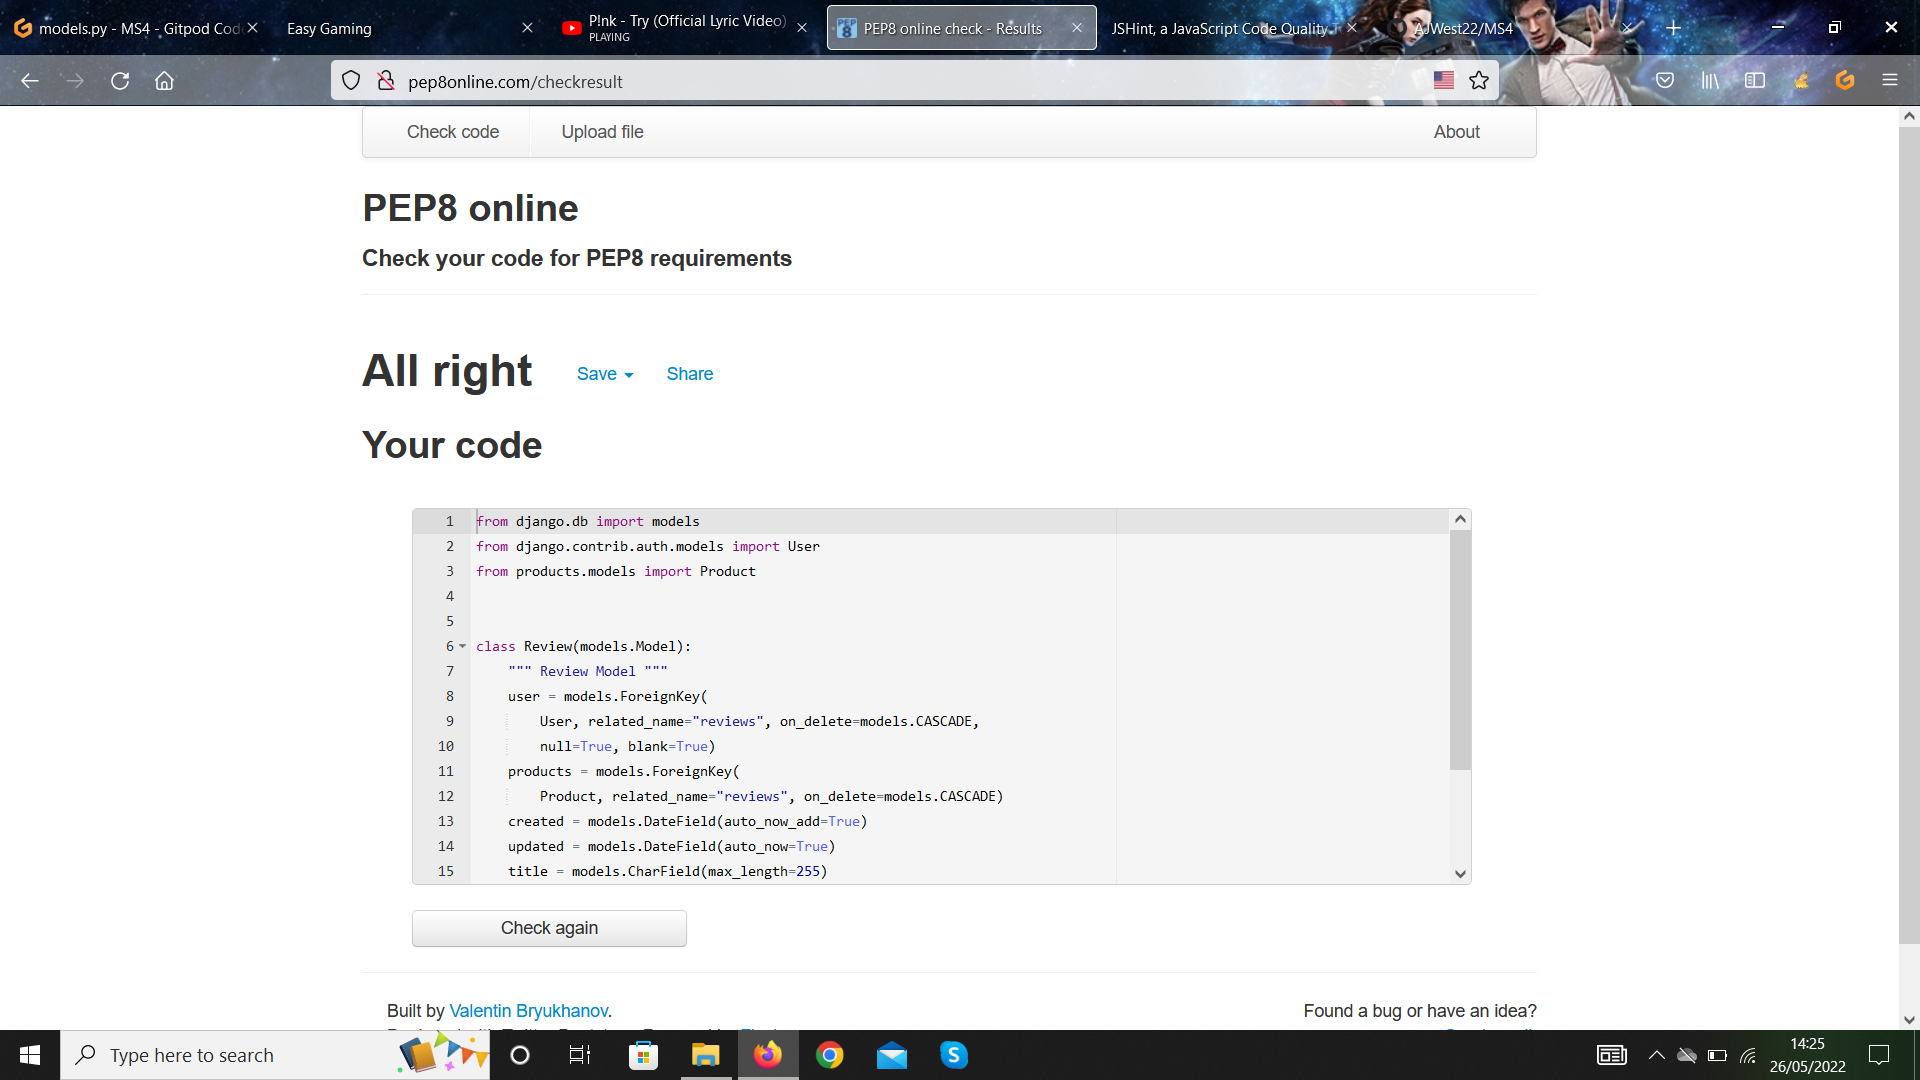 models.py - MS4 - Gitpod Cod
Easy Gaming
P!nk - Try (Official Lyric Video)
PLAYING
PEP8 online check - Results
JSHint, a JavaScript Code Quality T
AJWest22/MS4
pep8online.com/checkresult
Check code
Upload file
About
PEP8 online
Check your code for PEP8 requirements
All right
Save
Share
Your code
1 from django.db import models
2 from django.contrib.auth.models import User
3 from products.models import Product
4
5
6 class Review(models.Model):
7     """ Review Model """
8     user = models.ForeignKey(
9         User, related_name="reviews", on_delete=models.CASCADE,
10         null=True, blank=True)
11     products = models.ForeignKey(
12         Product, related_name="reviews", on_delete=models.CASCADE)
13     created = models.DateField(auto_now_add=True)
14     updated = models.DateField(auto_now=True)
15     title = models.CharField(max_length=255)
Check again
Built by Valentin Bryukhanov.
Found a bug or have an idea?
Type here to search
14:25
26/05/2022